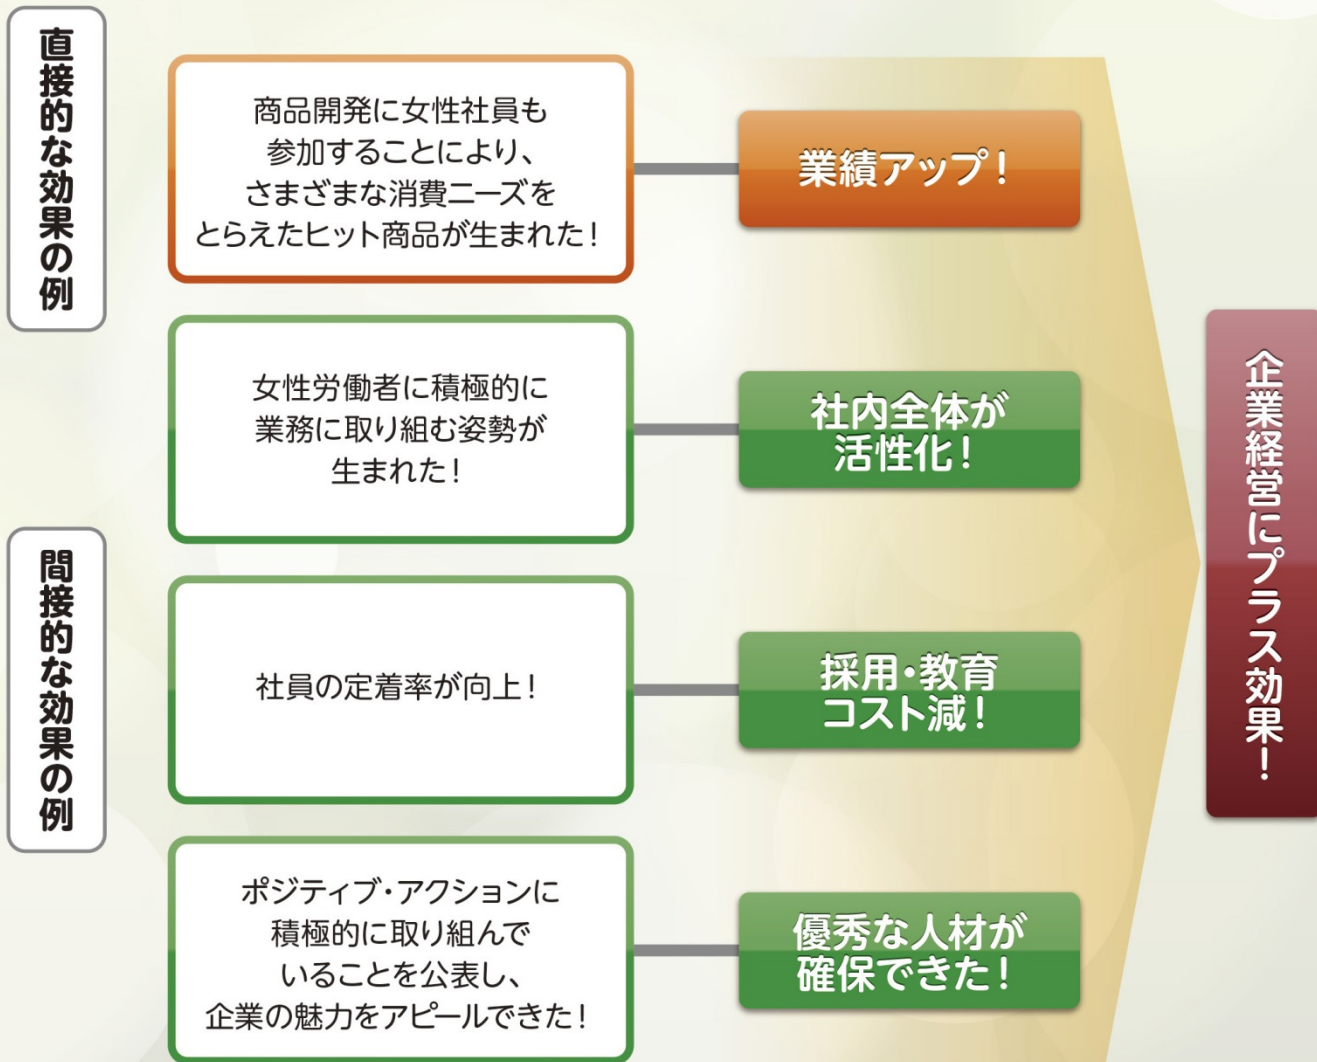 直接的な効果の例
商品開発に女性社員も
参加することにより、
さまざまな消費ニーズを
とらえたヒット商品が生まれた！
業績アップ！
間接的な効果の例
女性労働者に積極的に
業務に取り組む姿勢が
生まれた！
社内全体が
活性化！
社員の定着率が向上！
採用・教育
コスト減！
ポジティブ・アクションに
積極的に取り組んで
いることを公表し、
企業の魅力をアピールできた！
優秀な人材が
確保できた！
企業経営にプラス効果！